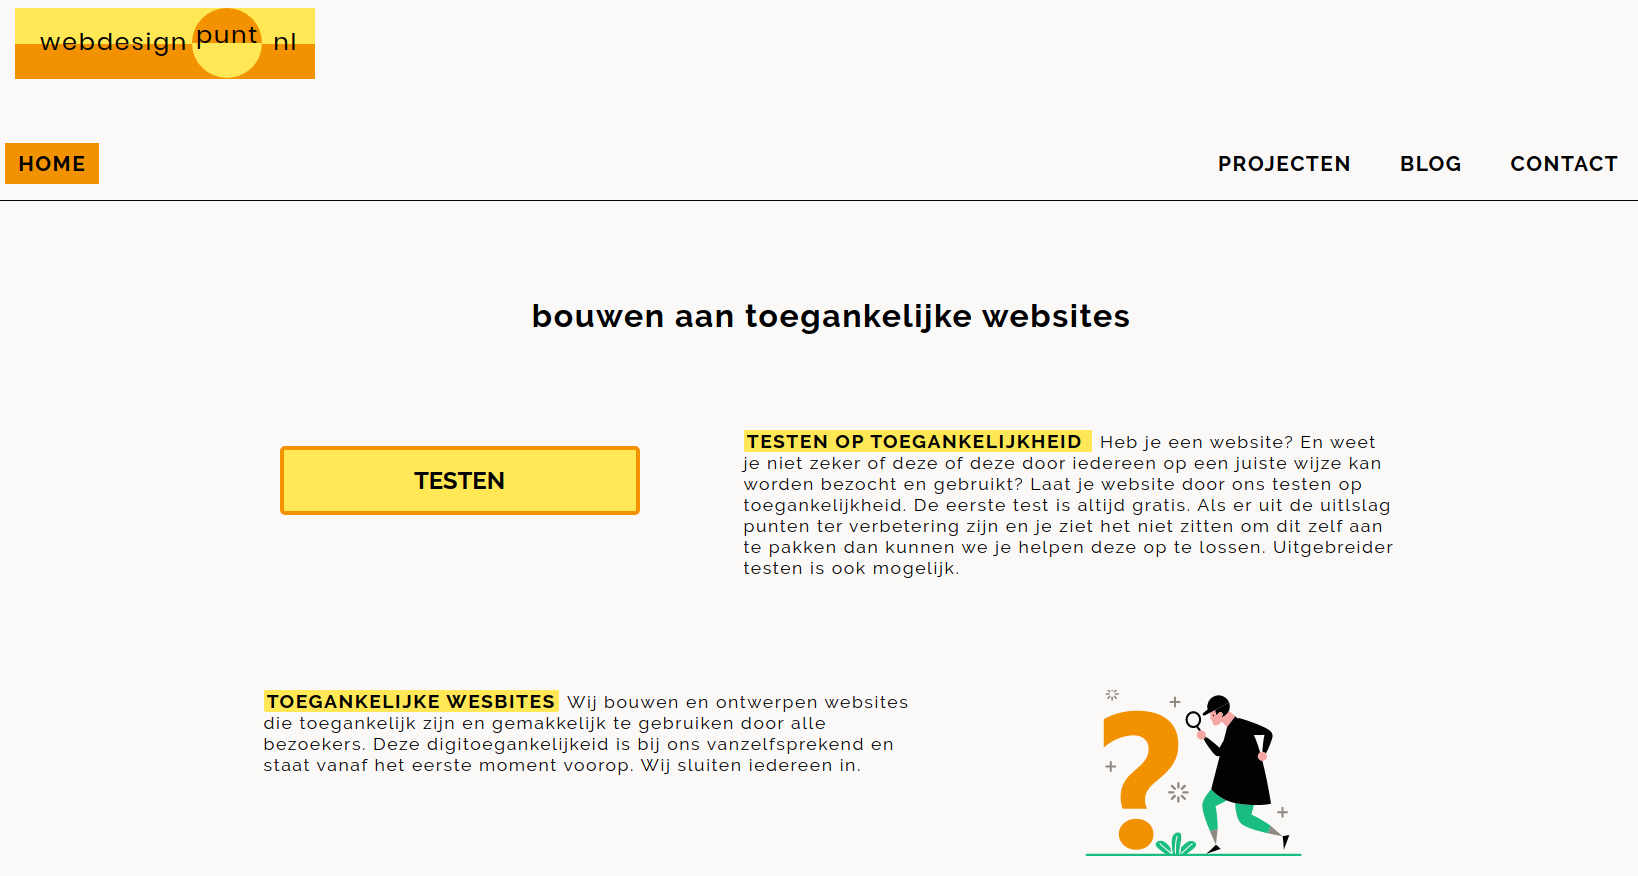 webdesign punt nl
HOME PROJECTEN BLOG CONTACT
bouwen aan toegankelijke websites
TESTEN
TESTEN OP TOEGANKELIJKHEID Heb je een website? En weet
je niet zeker of deze of deze door iedereen op een juiste wijze kan
worden bezocht en gebruikt? Laat je website door ons testen op
toegankelijkheid. De eerste test is altijd gratis. Als er uit de uitlslag
punten ter verbetering zijn en je ziet het niet zitten om dit zelf aan
te pakken dan kunnen we je helpen deze op te lossen. Uitgebreider
testen is ook mogelijk.
TOEGANKELIJKE WESBITES Wij bouwen en ontwerpen websites
die toegankelijk zijn en gemakkelijk te gebruiken door alle
bezoekers. Deze digitoegankelijkeid is bij ons vanzelfsprekend en
staat vanaf het eerste moment voorop. Wij sluiten iedereen in.
?